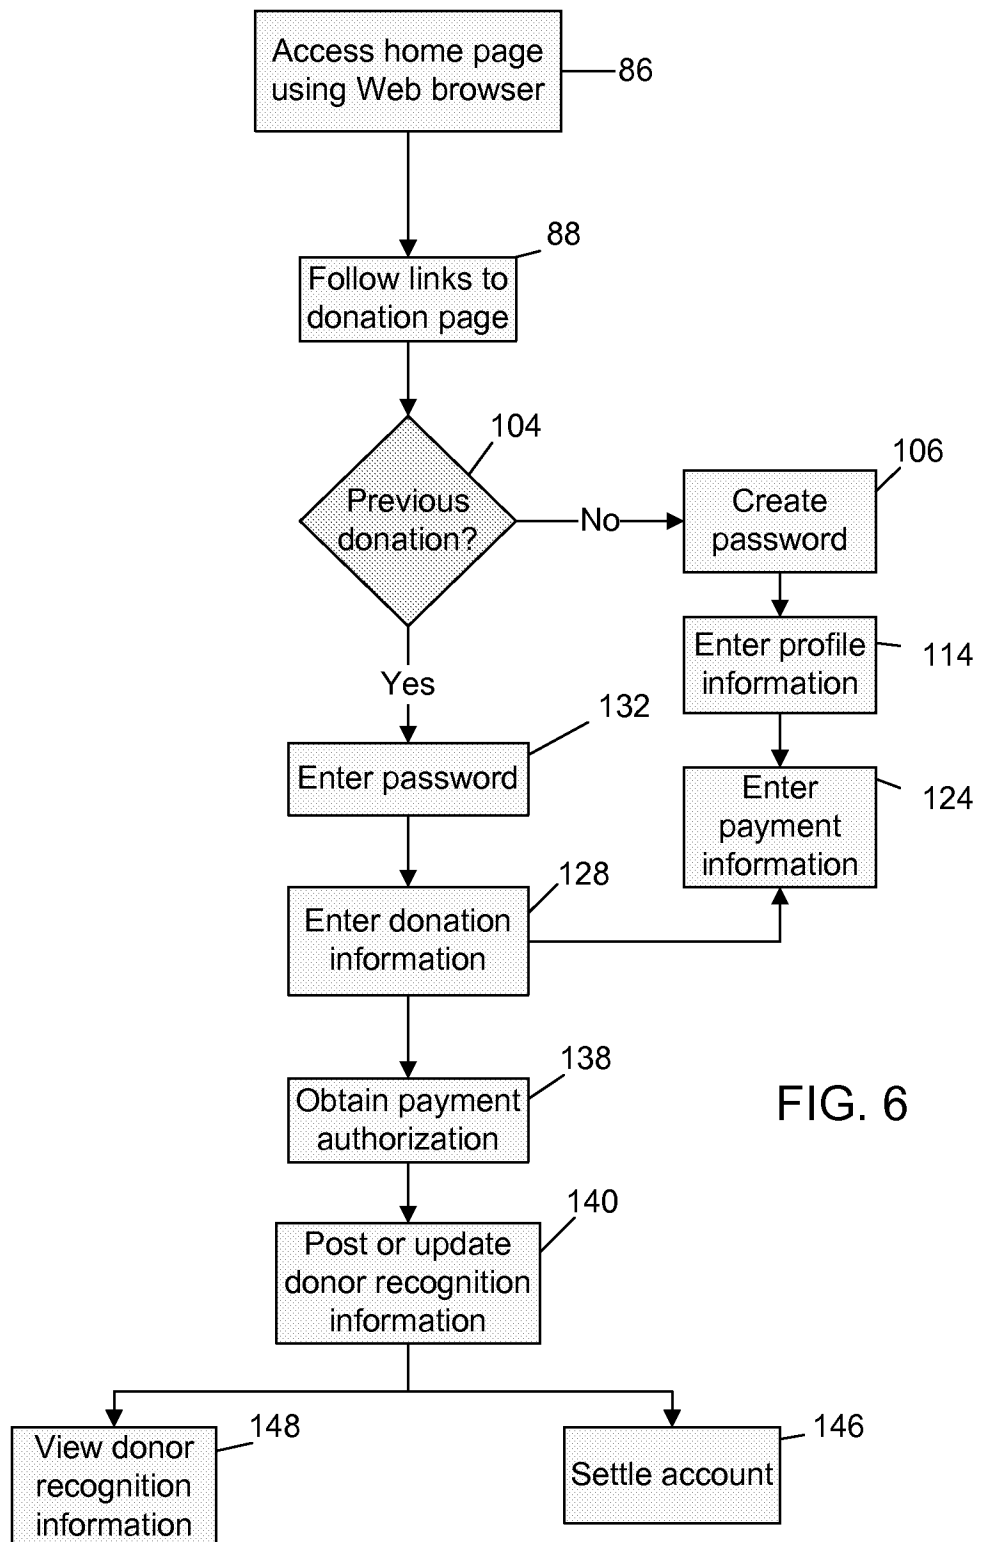 Access home page
using Web browser
86
88
Follow links to
donation page
104
Previous
donation?
No
106
Create
password
Enter profile
information
114
Yes
132
Enter password
Enter
payment
information
124
128
Enter donation
information
138
Obtain payment
authorization
FIG. 6
140
Post or update
donor recognition
information
148
View donor
recognition
information
146
Settle account